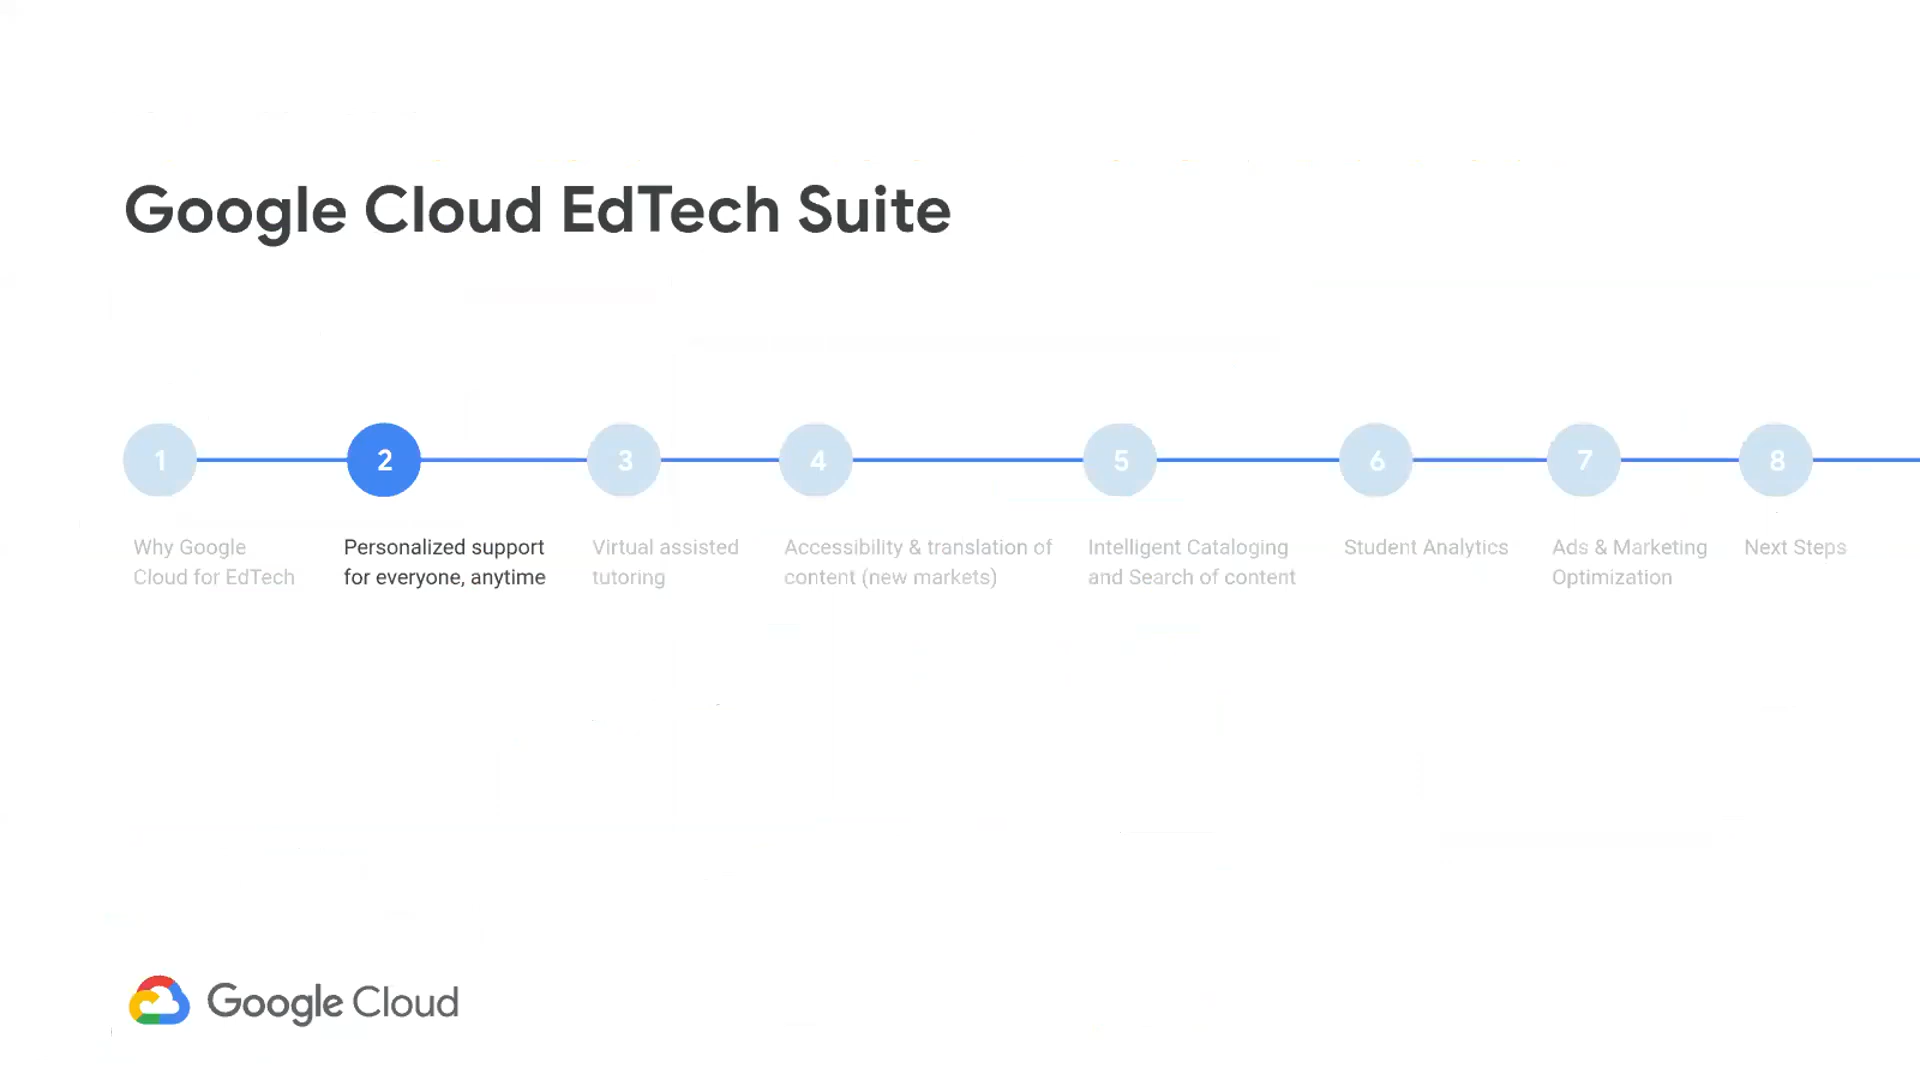 Google Cloud EdTech Suite
1
2
3
4
5
6
7
8
Why Google
Cloud for EdTech
Personalized support
for everyone, anytime
Virtual assisted
tutoring
Accessibility & translation of
content (new markets)
Intelligent Cataloging
and Search of content
Student Analytics
Ads & Marketing
Optimization
Next Steps
Google Cloud